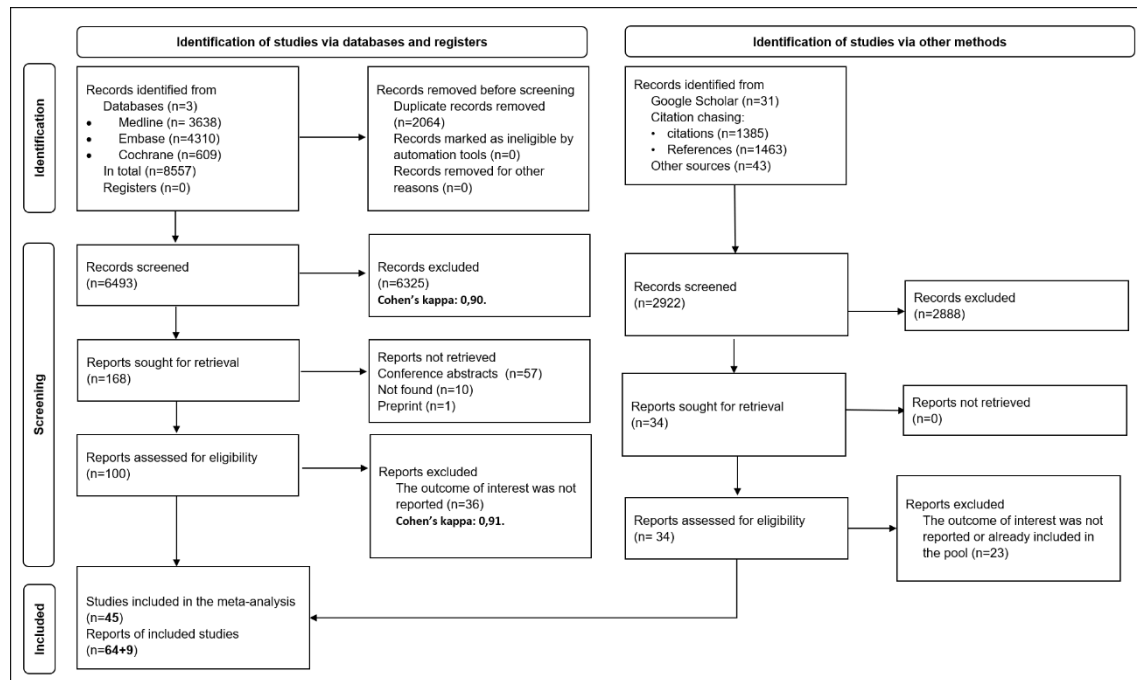 Identification of studies via databases and registers
Identification of studies via other methods
Identification
Records identified from
Databases (n=3)
• Medline (n= 3638
• Embase (n=4310)
• Cochrane (n=609)
In total (n=8557)
Registers (n=0)
Records removed before screening
Duplicate records removed
(n=2064)
Records marked as ineligible by
automation tools (n=0)
Records removed for other
reasons (n=0)
Records identified from
Google Scholar (n=31)
Citation chasing:
• citations (n=1385)
• References (n=1463)
Other sources (n=43)
Screening
Records screened
(n=6493)
Records excluded
(n=6325)
Cohen's kappa: 0,90.
Records screened
(n=2922)
Records excluded
(n=2888)
Reports sought for retrieval
(n=168)
Reports not retrieved
Conference abstracts (n=57)
Not found (n=10)
Preprint (n=1)
Reports sought for retrieval
(n=34)
Reports not retrieved
(n=0)
Reports assessed for eligibility
(n=100)
Reports excluded
The outcome of interest was not
reported (n=36)
Cohen's kappa: 0,91.
Reports assessed for eligibility
(n= 34)
Reports excluded
The outcome of interest was not
reported or already included in
the pool (n=23)
Included
Studies included in the meta-analysis
(n=45)
Reports of included studies
(n=64+9)